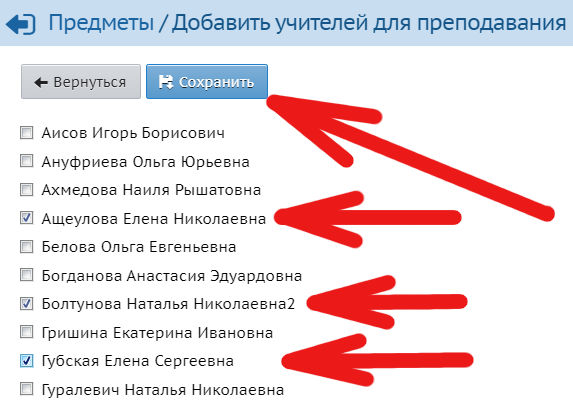 Предметы / Добавить учителей для преподавания
Вернуться Сохранить
Аисов Игорь Борисович
Ануфриева Ольга Юрьевна
Ахмедова Наиля Рышатовна
Ащеулова Елена Николаевна
Белова Ольга Евгеньевна
Богданова Анастасия Эдуардовна
Болтунова Наталья Николаевна2
Гришина Екатерина Ивановна
Губская Елена Сергеевна
Гуралевич Наталья Николаевна